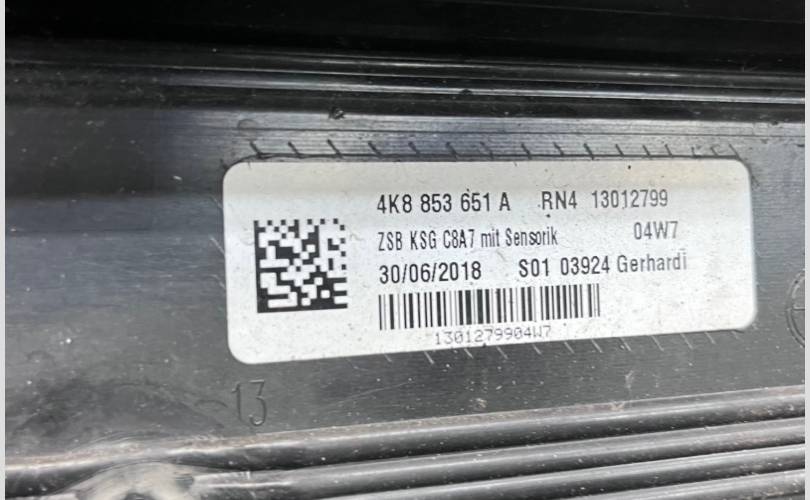 4K8 853 651 A RN4 13012799
ZSB KSG C8A7 mit Sensorik 04W7
30/06/2018 S01 03924 Gerhardi
1301279904W7
13